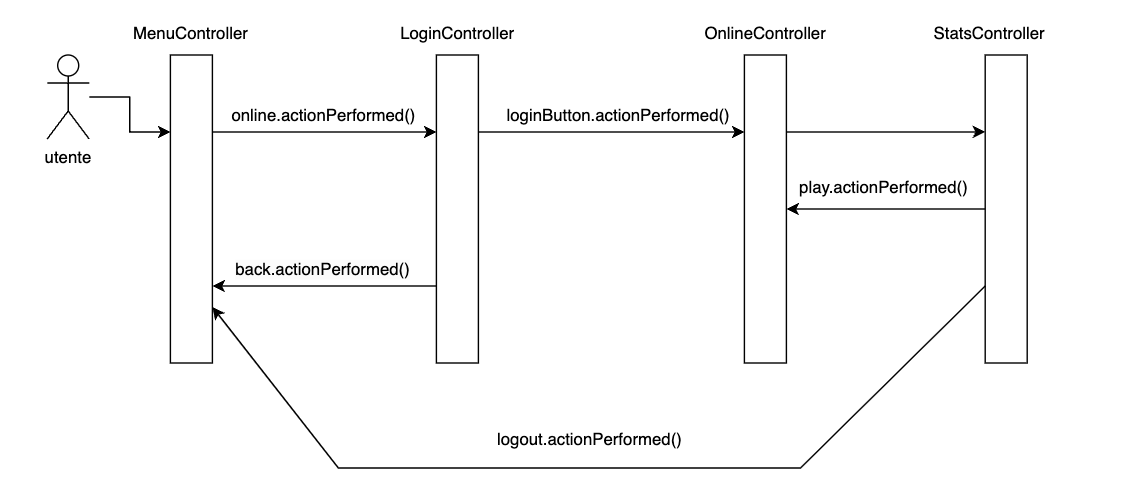 MenuController
LoginController
OnlineController
StatsController
online.actionPerformed()
loginButton.actionPerformed()
utente
play.actionPerformed()
back.actionPerformed()
logout.actionPerformed()